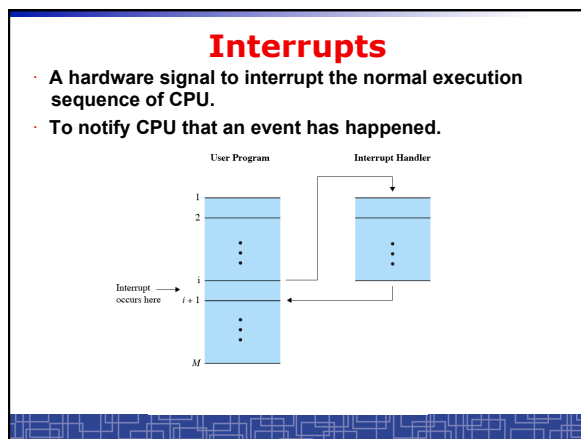 Interrupts
· A hardware signal to interrupt the normal execution
sequence of CPU.
· To notify CPU that an event has happened.
User Program
Interrupt Handler
1
2
i
Interrupt
occurs here
i + 1
M